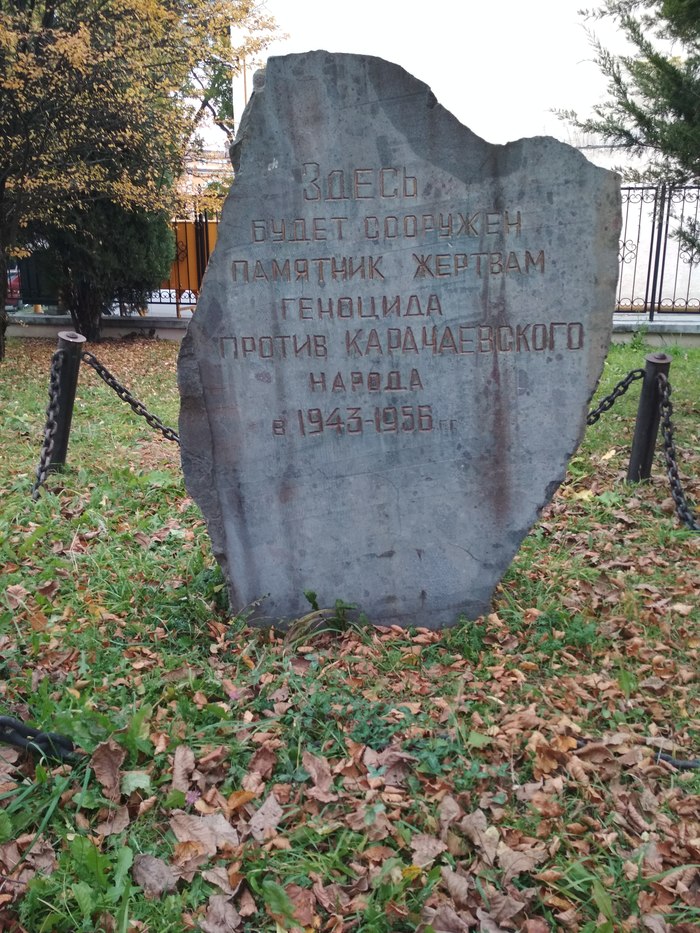 ЗДЕСЬ
БУДЕТ СООРУЖЕН
ПАМЯТНИК ЖЕРТВАМ
ГЕНОЦИДА
ПРОТИВ КАРАЧАЕВСКОГО
НАРОДА
в 1943-1956 гг